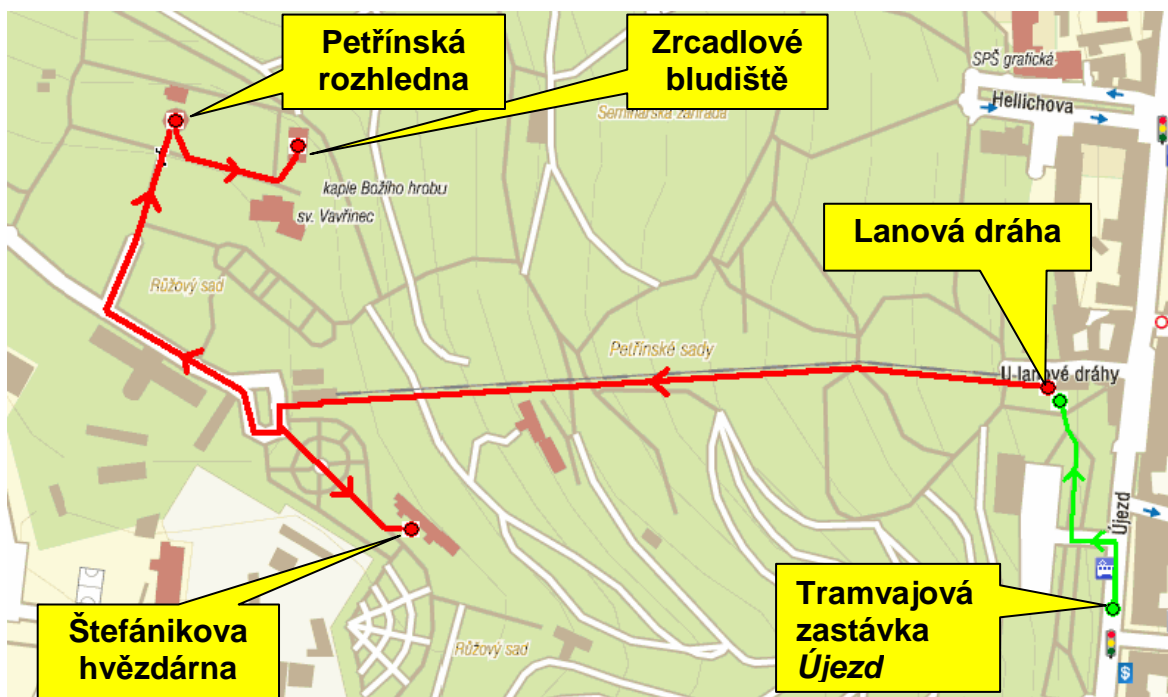 Petřínská
rozhledna
Zrcadlové
bludiště
SPŠ grafická
Hellichova
Seminářská zahrada
kaple Božího hrobu
sv. Vavřinec
Lanová dráha
Růžový sad
Petřínské sady
U lanové dráhy
Újezd
Štefánikova
hvězdárna
Tramvajová
zastávka
Újezd
Růžový sad
$